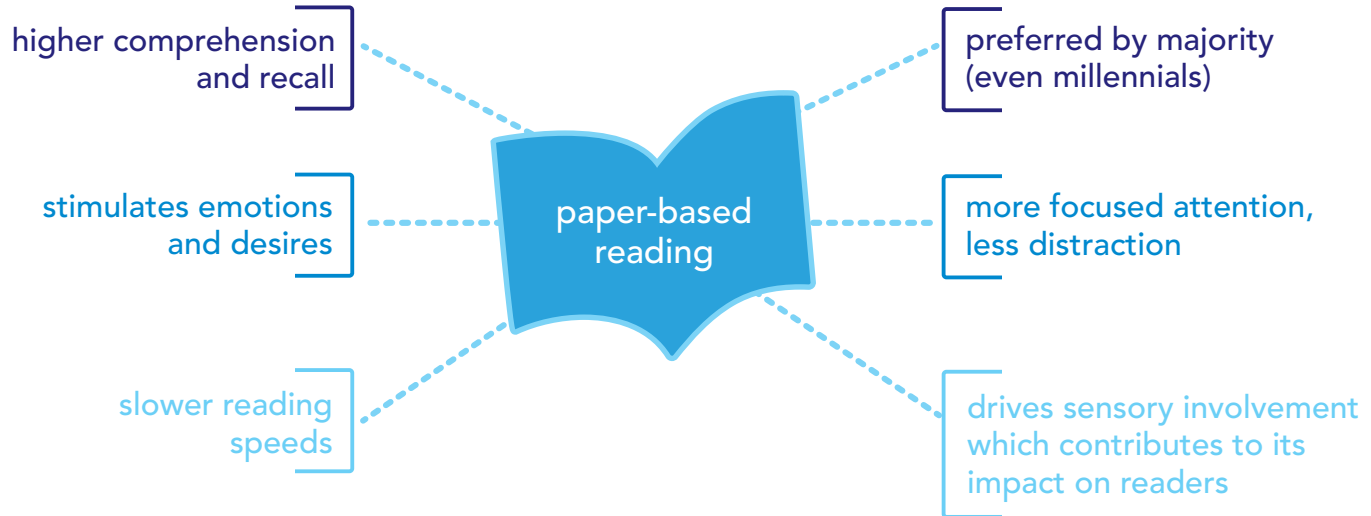 higher comprehension
and recall
stimulates emotions
and desires
slower reading
speeds
paper-based
reading
preferred by majority
(even millennials)
more focused attention,
less distraction
drives sensory involvement
which contributes to its
impact on readers